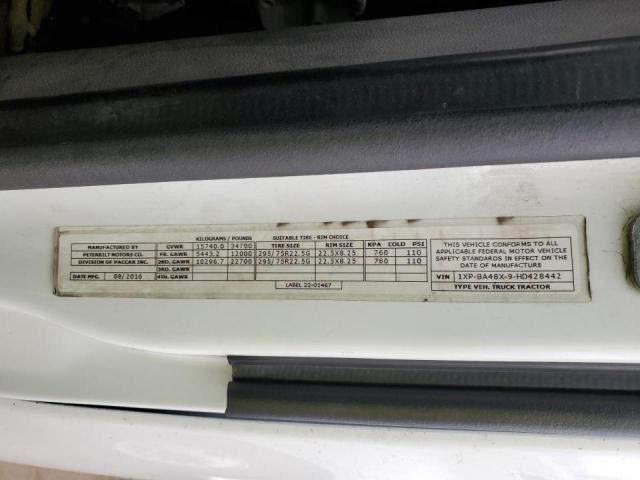 KILOGRAMS / POUNDS SUITABLE TIRE - RIM CHOICE
MANUFACTURED BY GVWR 15740.0 34700 TIRE SIZE RIM SIZE KPA COLD PSI
PETERBILT MOTORS CO. FR. GAWR 5443.2 12000 295/75R22.5G 22.5X8.25 760 110
DIVISION OF PACCAR INC. 2ND. GAWR 10296.7 22700 295/75R22.5G 22.5X8.25 760 110
3RD. GAWR
DATE MFG. 08/2016 4TH. GAWR
LABEL 22-01467
THIS VEHICLE CONFORMS TO ALL
APPLICABLE FEDERAL MOTOR VEHICLE
SAFETY STANDARDS IN EFFECT ON THE
DATE OF MANUFACTURE
VIN 1XP-BA48X-9-HD428442
TYPE VEH. TRUCK TRACTOR